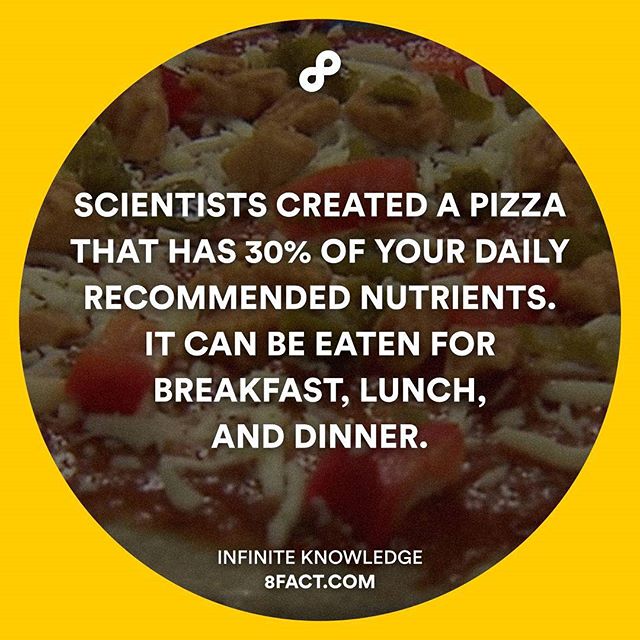 SCIENTISTS CREATED A PIZZA
THAT HAS 30% OF YOUR DAILY
RECOMMENDED NUTRIENTS.
IT CAN BE EATEN FOR
BREAKFAST, LUNCH,
AND DINNER.
INFINITE KNOWLEDGE
8FACT.COM